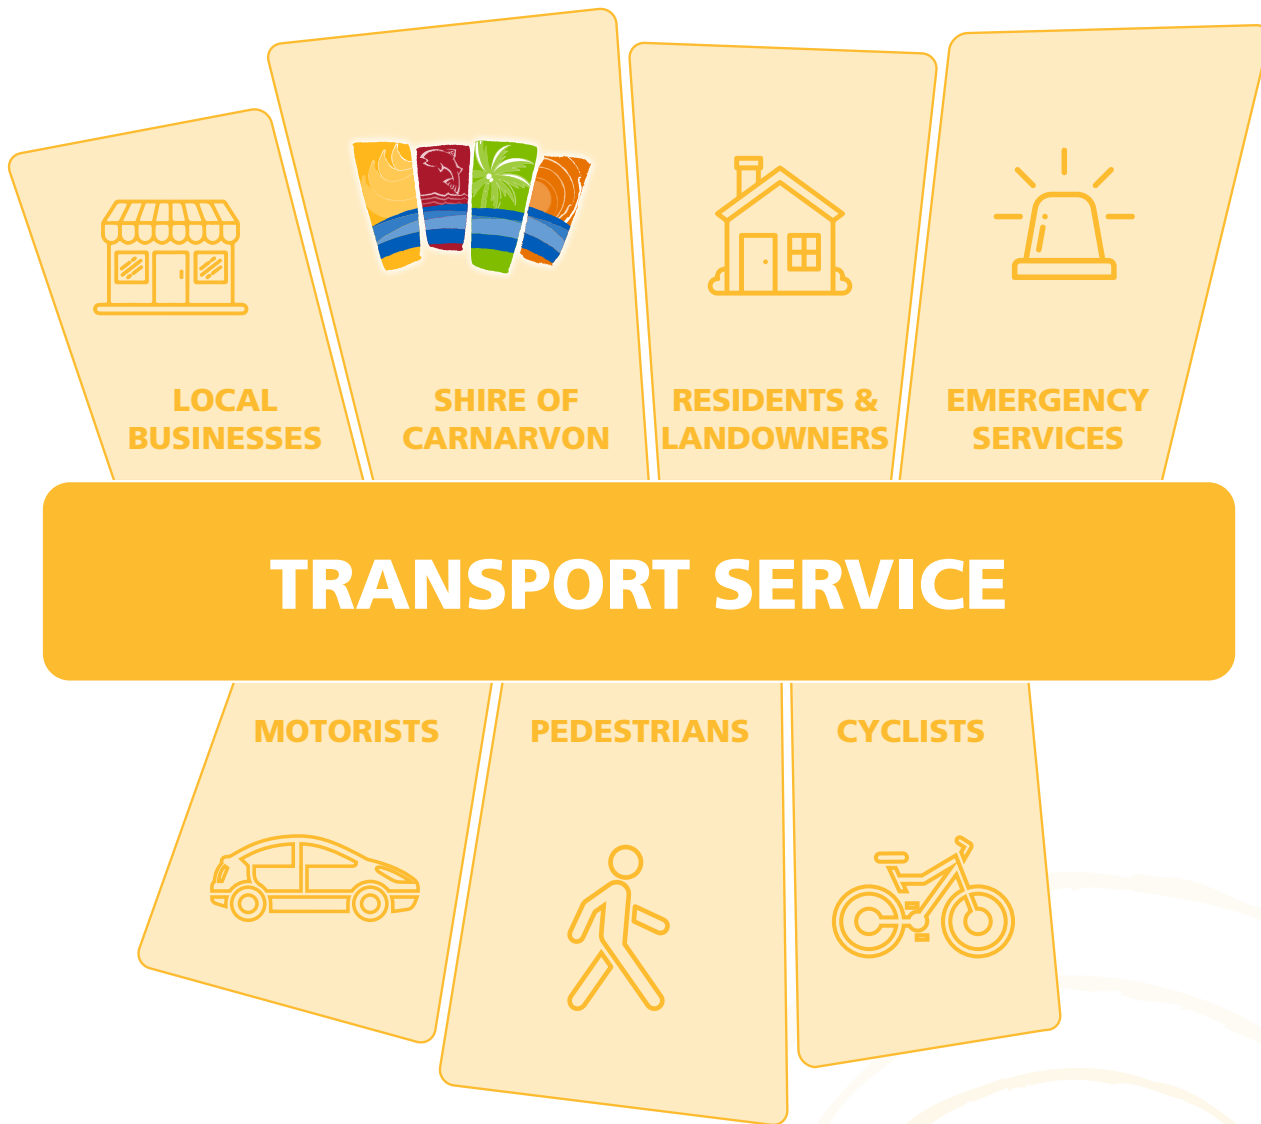 LOCAL
BUSINESSES
SHIRE OF
CARNARVON
RESIDENTS &
LANDOWNERS
EMERGENCY
SERVICES
TRANSPORT SERVICE
MOTORISTS
PEDESTRIANS
CYCLISTS